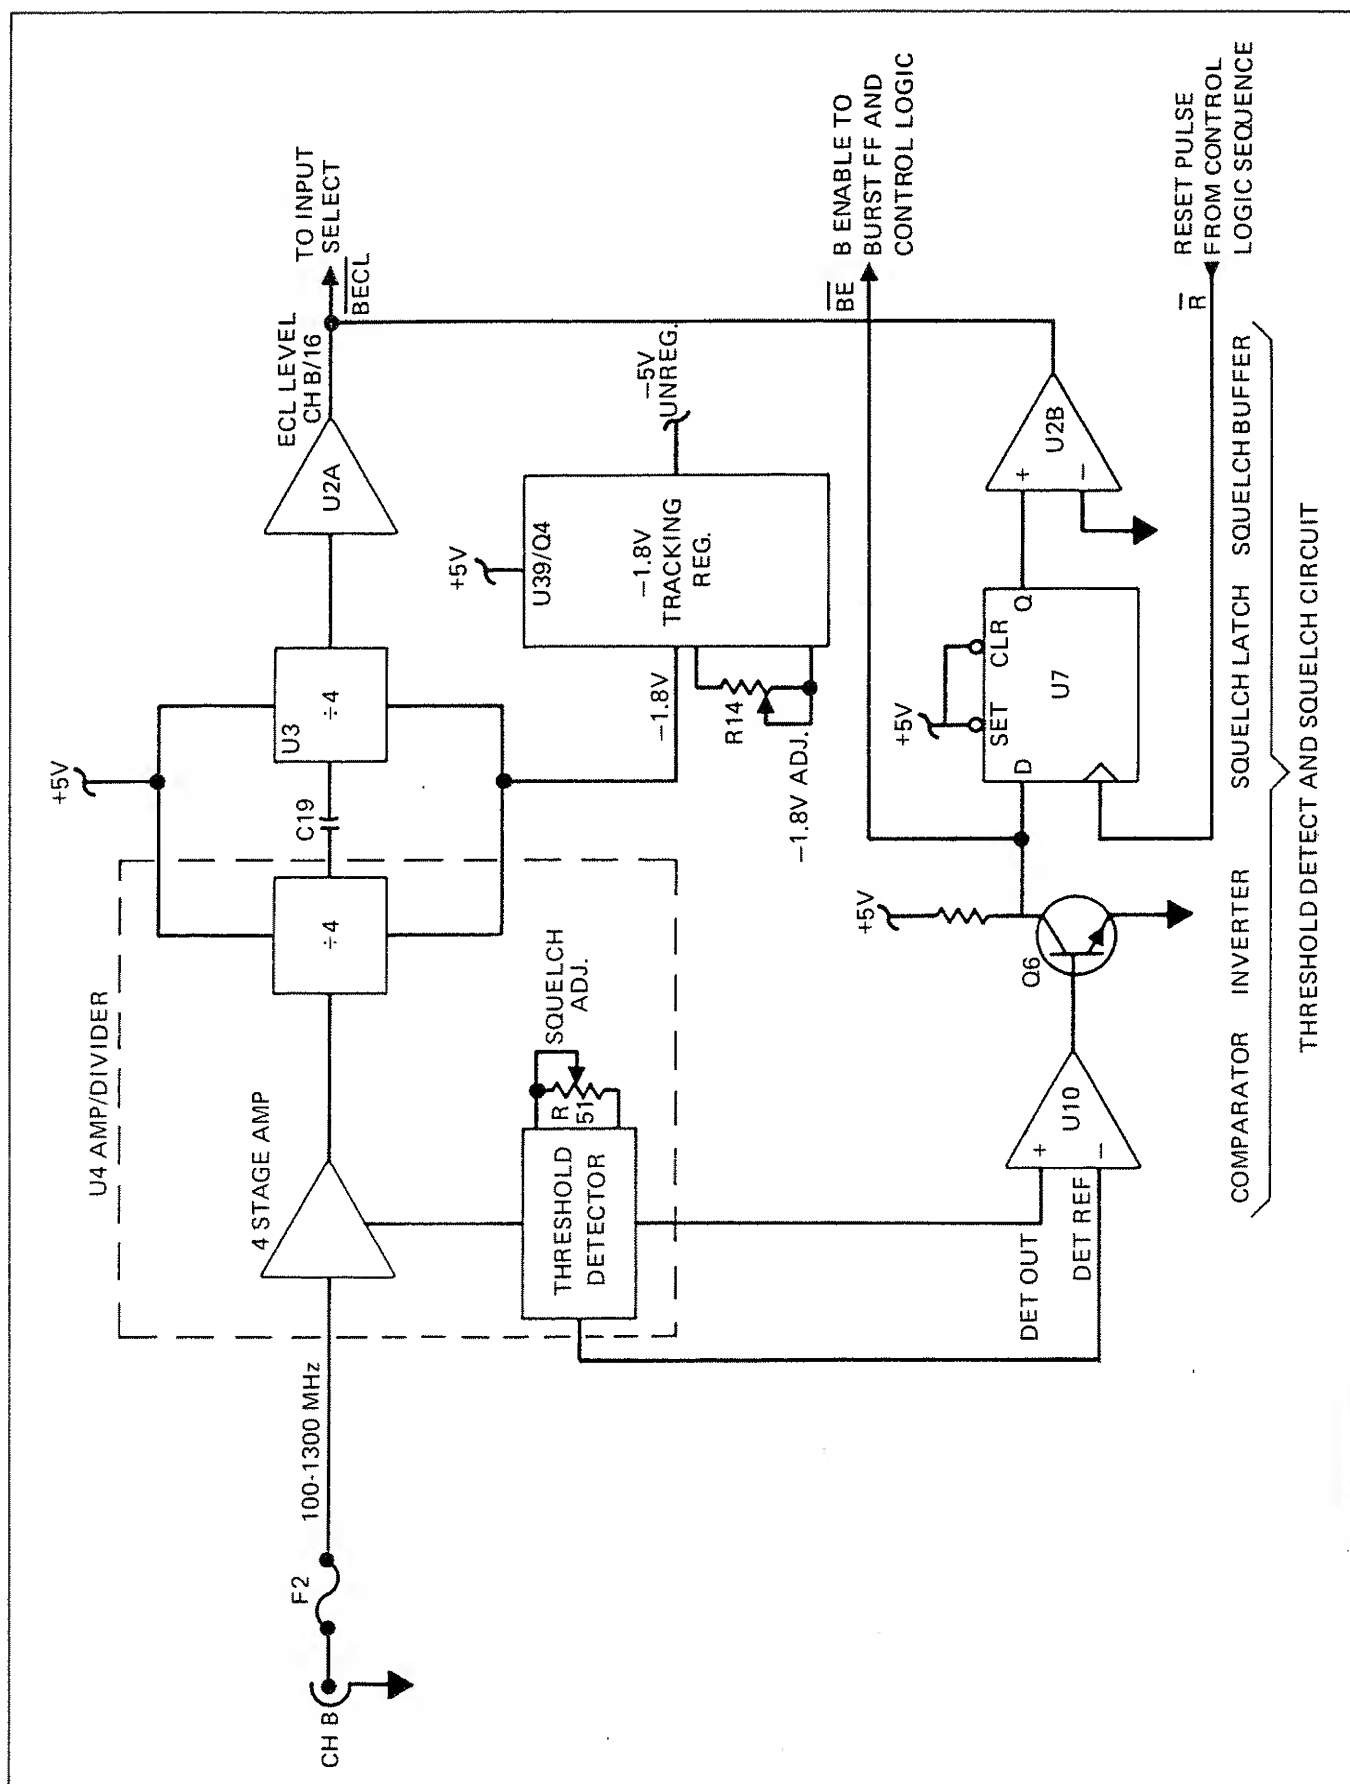 CH B
F2
100-1300 MHz
U4 AMP/DIVIDER
4 STAGE AMP
÷4
C19
+5V
U3
÷4
U2A
ECL LEVEL
CH B/16
TO INPUT
SELECT
BECL
THRESHOLD
DETECTOR
R
51
SQUELCH
ADJ.
-1.8V
R14
-1.8V ADJ.
+5V
U39/Q4
-1.8V
TRACKING
REG.
-5V
UNREG.
DET OUT
DET REF
+
−
U10
Q6
+5V
+5V
D
SET
CLR
Q
U7
+
−
U2B
BE
B ENABLE TO
BURST FF AND
CONTROL LOGIC
R
RESET PULSE
FROM CONTROL
LOGIC SEQUENCE
COMPARATOR INVERTER SQUELCH LATCH SQUELCH BUFFER
THRESHOLD DETECT AND SQUELCH CIRCUIT